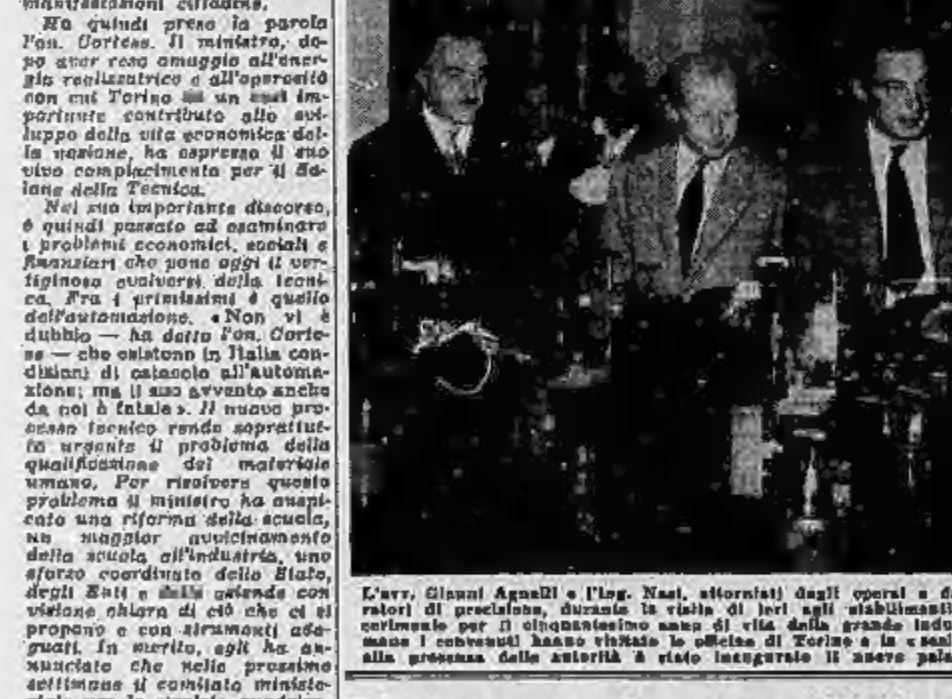 manifestazioni cittadine.
Ha quindi preso la parola
l'on. Cortese. Il ministro, do-
po aver reso omaggio all'ener-
gia realizzatrice e all'operosità
con cui Torino un im-
portante contributo allo svi-
luppo della vita economica del-
la nazione, ha espresso il suo
vivo complacimento per il Sa-
lone della Tecnica.
Nel suo importante discorso,
è quindi passato ad esaminare
i problemi economici, sociali e
finanziari che pone oggi il ver-
tiginoso evolversi della tecni-
ca. Fra i primissimi è quello
dell'automazione. «Non vi è
dubbio — ha detto l'on. Corte-
se — che esistono in Italia con-
dizioni di ostacolo all'automa-
zione; ma il suo avvento anche
da noi è fatale». Il nuovo pro-
cesso tecnico rende soprattut-
to urgente il problema della
qualificazione del materiale
umano. Per risolvere questo
problema il ministro ha auspi-
cato una riforma della scuola,
un maggior avvicinamento
della scuola all'industria, uno
sforzo coordinato dello Stato,
degli Enti e delle aziende con
visione chiara di ciò che ci si
propone e con strumenti ade-
guati. In merito, egli ha an-
nunciato che nella prossima
settimana il comitato ministe-
L'avv. Gianni Agnelli e l'ing. Nasi, attorniati dagli operai e da
ratori di precisione, durante la visita di ieri agli stabilimenti
cerimonie per il cinquantesimo anno di vita della grande indu
mane i convenuti hanno visitato le officine di Torino e in
alla presenza delle autorità è stato inaugurato il nuovo pala